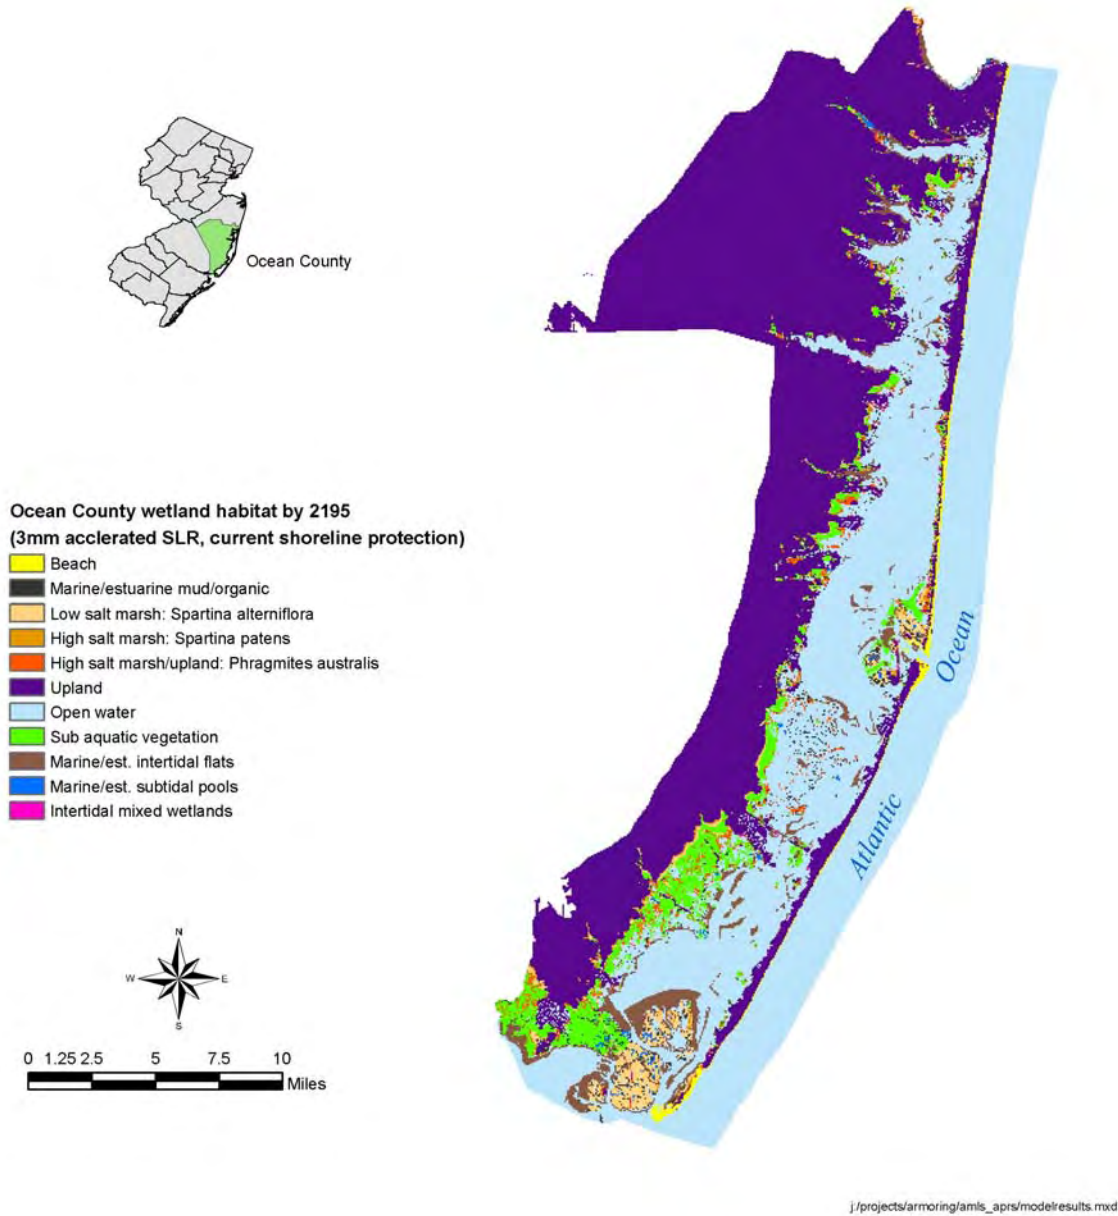 Ocean County
Ocean County wetland habitat by 2195
(3mm acclerated SLR, current shoreline protection)
Beach
Marine/estuarine mud/organic
Low salt marsh: Spartina alterniflora
High salt marsh: Spartina patens
High salt marsh/upland: Phragmites australis
Upland
Open water
Sub aquatic vegetation
Marine/est. intertidal flats
Marine/est. subtidal pools
Intertidal mixed wetlands
N
W E
S
0 1.25 2.5 5 7.5 10
Miles
Atlantic
Ocean
j:/projects/armoring/amls_aprs/modelresults.mxd